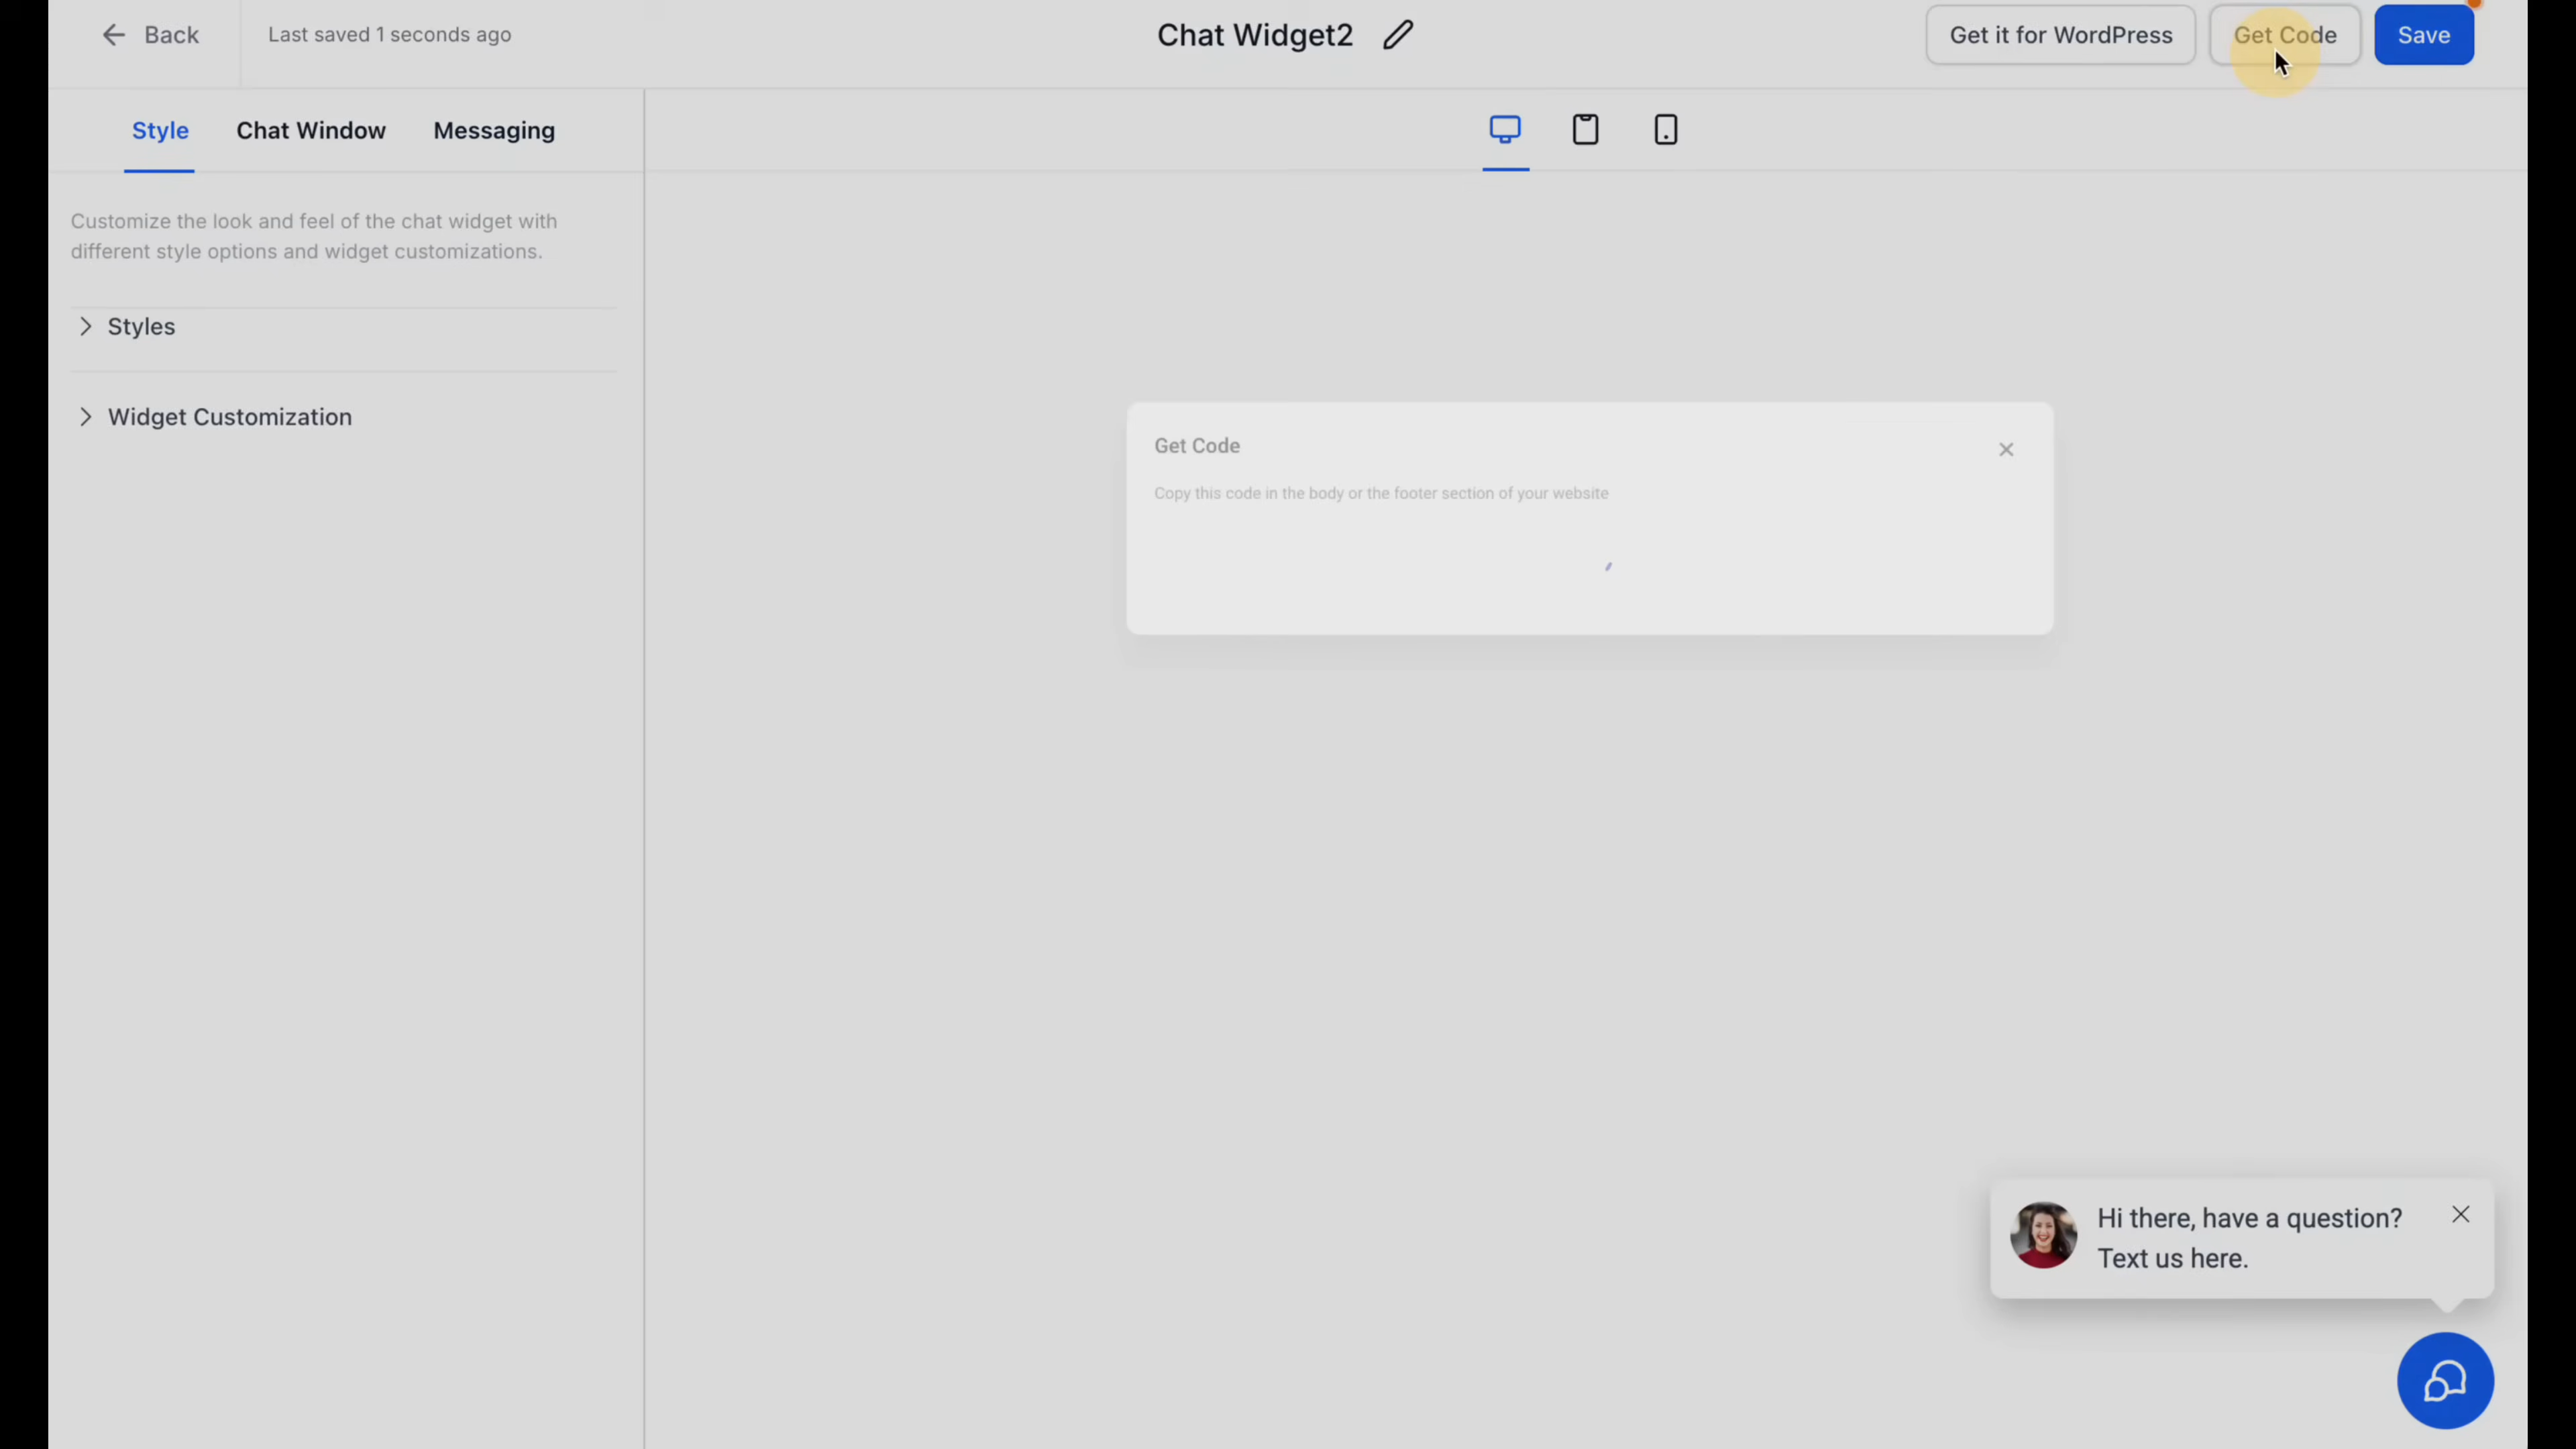 Back
Last saved 1 seconds ago
Chat Widget2
Get it for WordPress
Get Code
Save
Style
Chat Window
Messaging
Customize the look and feel of the chat widget with
different style options and widget customizations.
Styles
Widget Customization
Get Code
Copy this code in the body or the footer section of your website
Hi there, have a question?
Text us here.